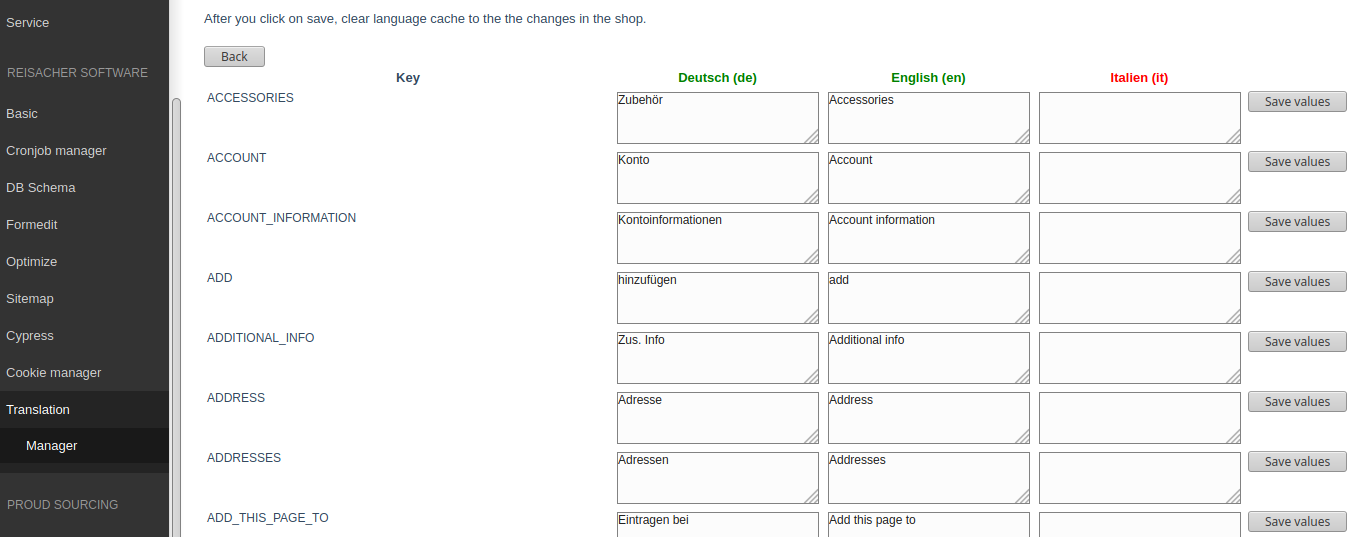 Service
REISACHER SOFTWARE
Basic
Cronjob manager
DB Schema
Formedit
Optimize
Sitemap
Cypress
Cookie manager
Translation
Manager
PROUD SOURCING
After you click on save, clear language cache to the the changes in the shop.
Back
Key Deutsch (de) English (en) Italien (it)
ACCESSORIES Zubehör Accessories Save values
ACCOUNT Konto Account Save values
ACCOUNT_INFORMATION Kontoinformationen Account information Save values
ADD hinzufügen add Save values
ADDITIONAL_INFO Zus. Info Additional info Save values
ADDRESS Adresse Address Save values
ADDRESSES Adressen Addresses Save values
ADD_THIS_PAGE_TO Eintragen bei Add this page to Save values